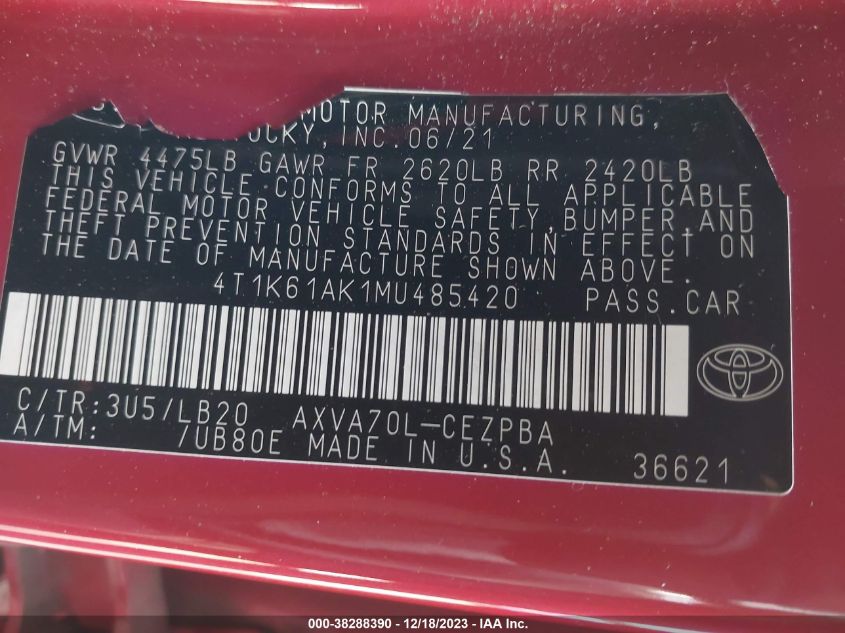 MOTOR MANUFACTURING,
OCKY, INC. 06/21
GVWR 4475LB GAWR FR 2620LB RR 2420LB
THIS VEHICLE CONFORMS TO ALL APPLICABLE
FEDERAL MOTOR VEHICLE SAFETY, BUMPER, AND
THEFT PREVENTION STANDARDS IN EFFECT ON
THE DATE OF MANUFACTURE SHOWN ABOVE.
4T1K61AK1MU485420 PASS.CAR
C/TR:3U5/LB20 AXVA70L-CEZPBA
A/TM: /UB80E MADE IN U.S.A. 36621
000-38288390 - 12/18/2023 - IAA Inc.